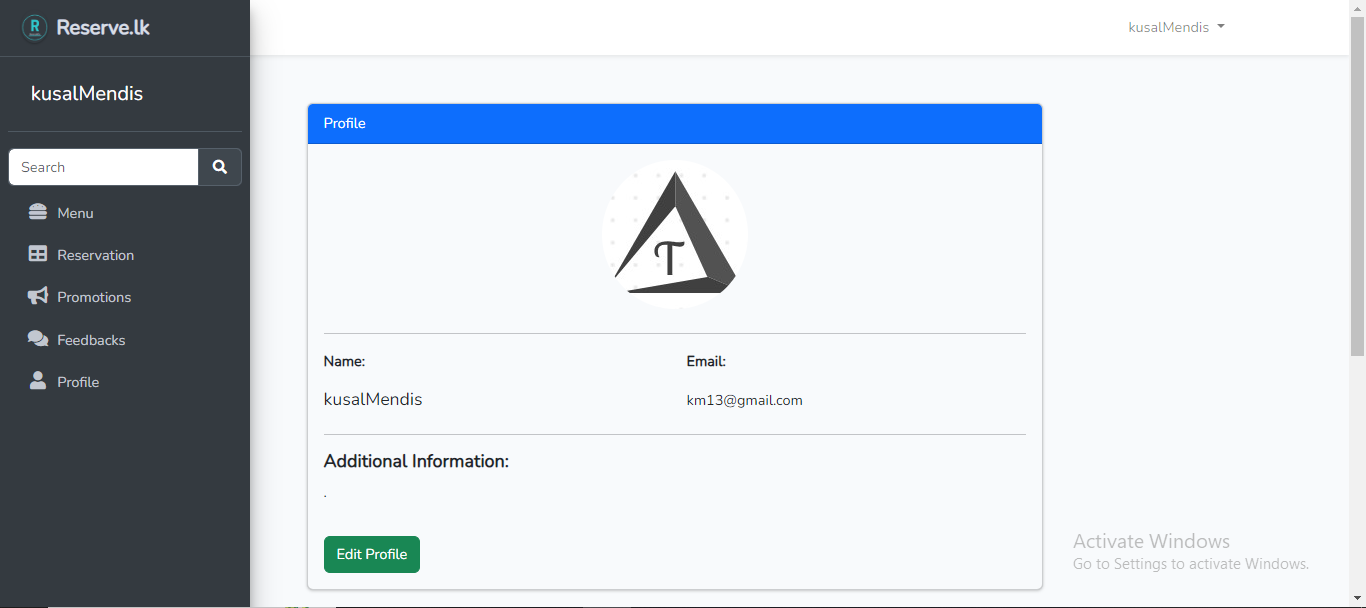 R Reserve.lk
kusalMendis
kusalMendis
Search
Menu
Reservation
Promotions
Feedbacks
Profile
Profile
T
Name:
Email:
kusalMendis
km13@gmail.com
Additional Information:
.
Edit Profile
Activate Windows
Go to Settings to activate Windows.